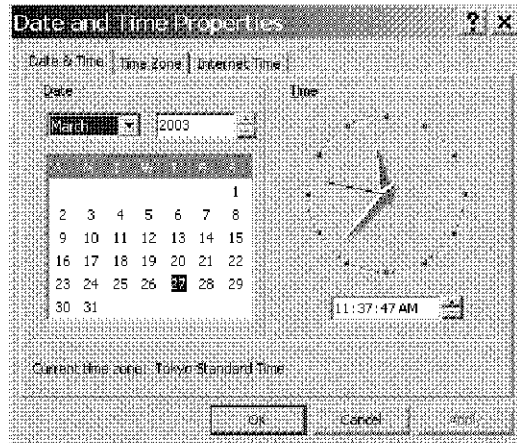 Date and Time Properties
Date & Time Time Zone Internet Time
Date Time
March 2003
S M T W T F S
1
2 3 4 5 6 7 8
9 10 11 12 13 14 15
16 17 18 19 20 21 22
23 24 25 26 27 28 29
30 31
11:37:47 AM
Current time zone: Tokyo Standard Time
OK Cancel Apply